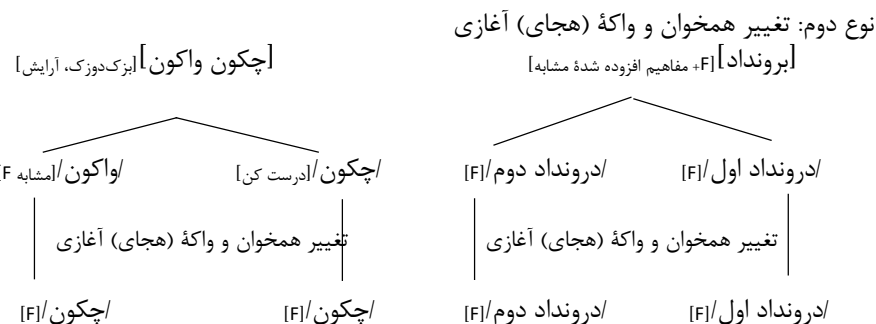 نوع دوم: تغییر همخوان و واکهٔ (هجای) آغازی
[برونداد][F+ مفاهیم افزوده شدهٔ مشابه] [چکون واکون][بزک‌دوزک، آرایش]
/درونداد اول/[F] /درونداد دوم/[F] /چکون/[درست کن] /واکون/[مشابه F]
تغییر همخوان و واکهٔ (هجای) آغازی تغییر همخوان و واکهٔ (هجای) آغازی
/درونداد اول/[F] /درونداد دوم/[F] /چکون/[F] /چکون/[F]